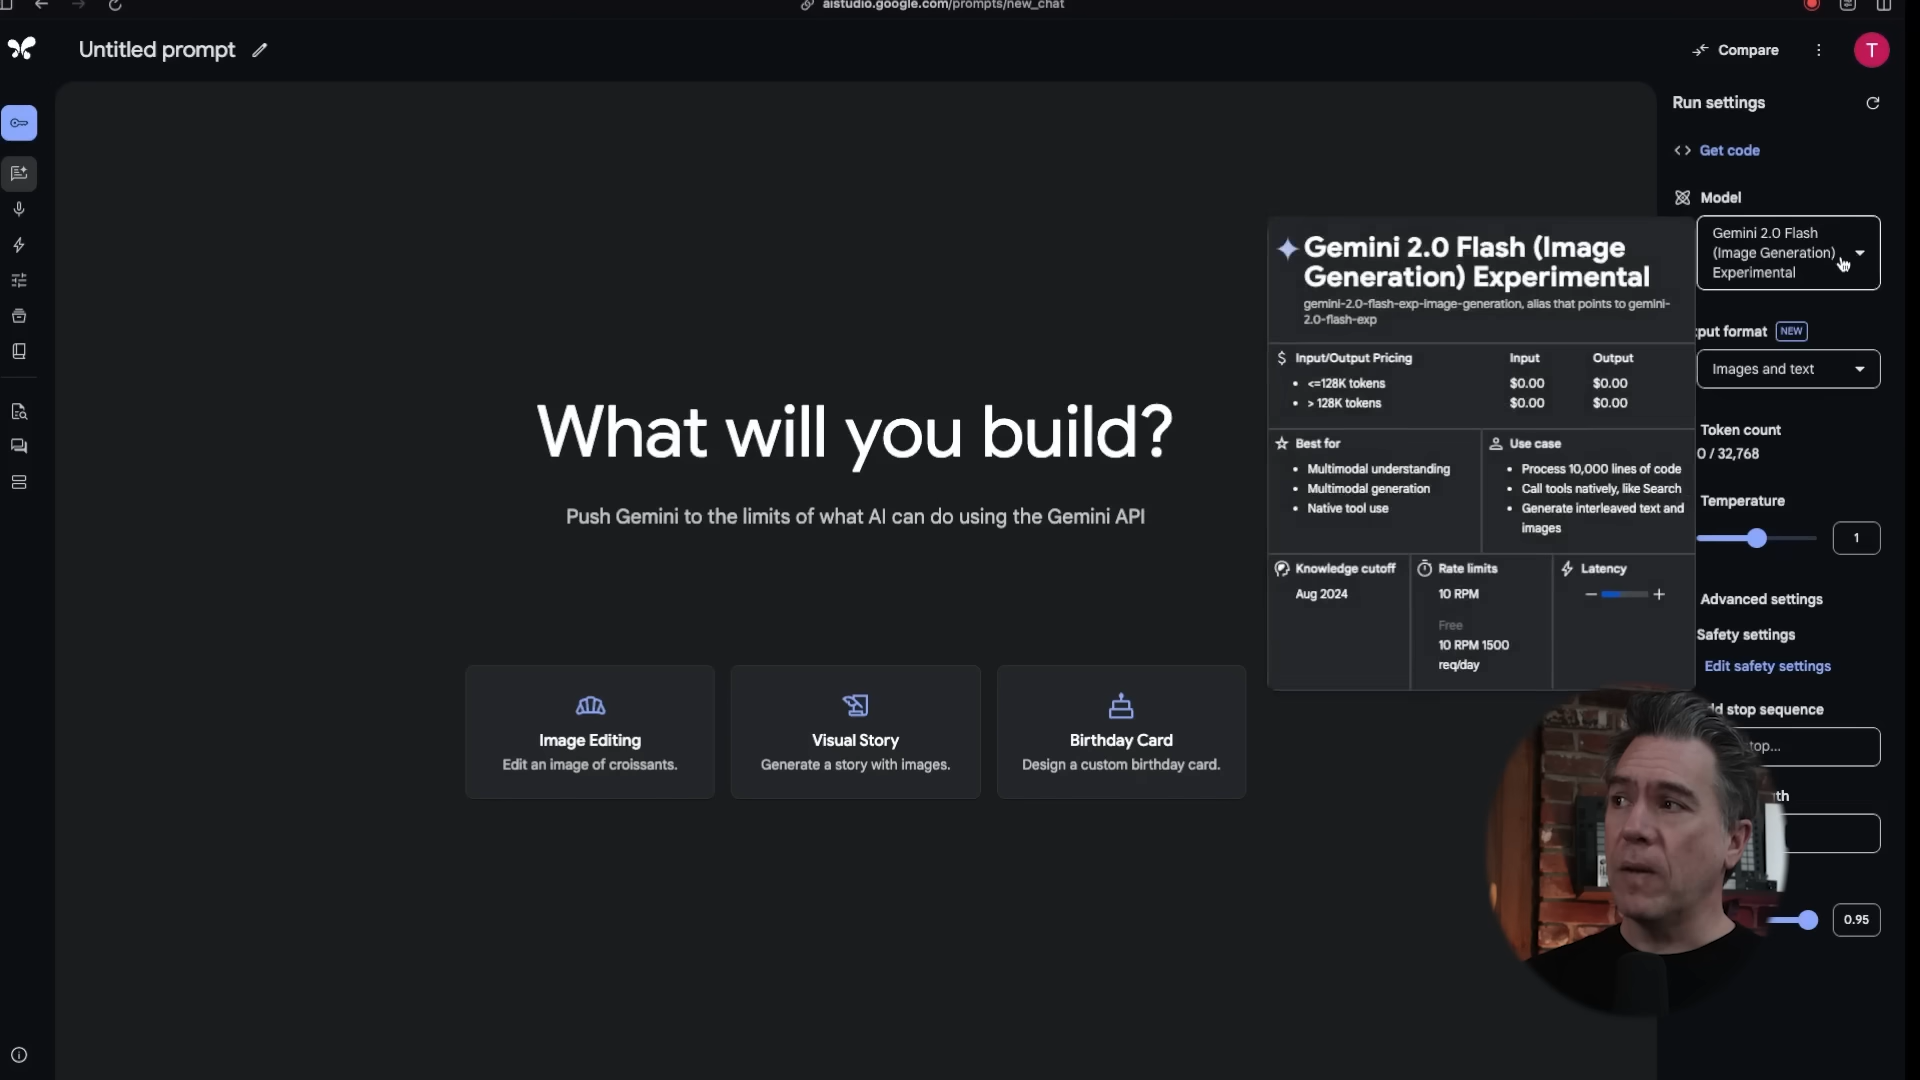 aistudio.google.com/prompts/new_chat
Untitled prompt
Compare
T
Run settings
Get code
Model
Gemini 2.0 Flash
(Image Generation)
Experimental
Gemini 2.0 Flash (Image
Generation) Experimental
gemini-2.0-flash-exp-image-generation, alias that points to gemini-
2.0-flash-exp
Input/Output Pricing Input Output
<=128K tokens $0.00 $0.00
> 128K tokens $0.00 $0.00
Best for
Multimodal understanding
Multimodal generation
Native tool use
Use case
Process 10,000 lines of code
Call tools natively, like Search
Generate interleaved text and
images
Knowledge cutoff
Aug 2024
Rate limits
10 RPM
Free
10 RPM 1500
req/day
Latency
put format NEW
Images and text
Token count
0 / 32,768
Temperature
1
Advanced settings
Safety settings
Edit safety settings
stop sequence
0.95
What will you build?
Push Gemini to the limits of what AI can do using the Gemini API
Image Editing
Edit an image of croissants.
Visual Story
Generate a story with images.
Birthday Card
Design a custom birthday card.